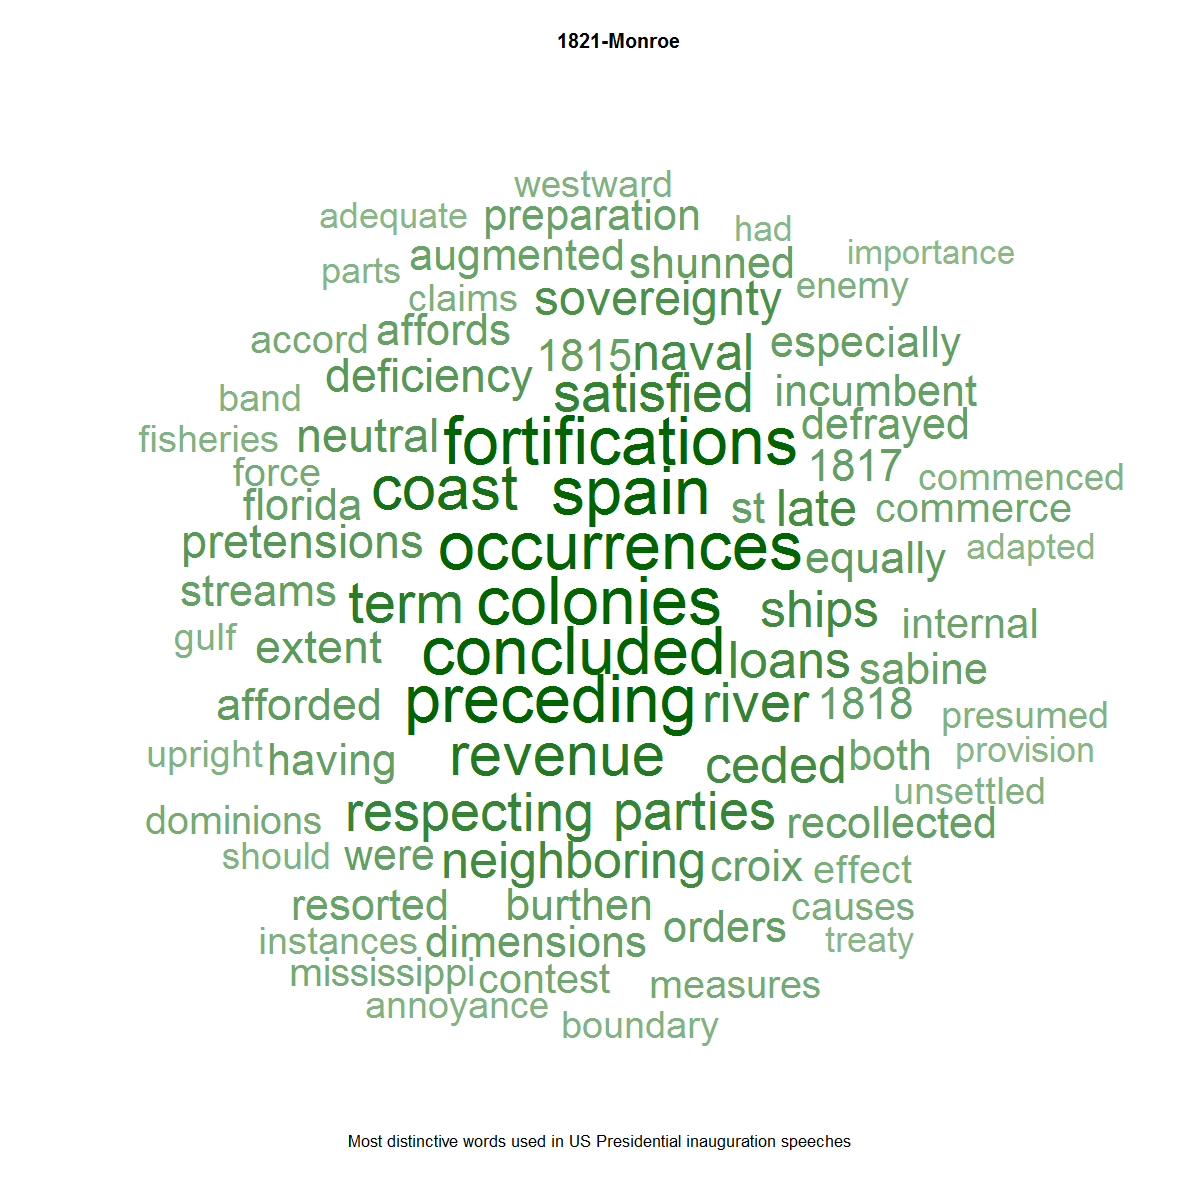 1821-Monroe
westward
adequate preparation had
augmented shunned importance
parts claims sovereignty enemy
accord affords 1815 naval especially
band deficiency satisfied incumbent
fisheries neutral fortifications defrayed
force coast spain 1817 commenced
florida st late commerce
pretensions occurrences equally adapted
streams term colonies ships internal
gulf extent concluded loans sabine
afforded preceding river 1818 presumed
upright having revenue ceded both provision
unsettled
dominions respecting parties recollected
should were neighboring croix effect
resorted burthen orders causes
instances dimensions treaty
mississippi contest measures
annoyance boundary
Most distinctive words used in US Presidential inauguration speeches